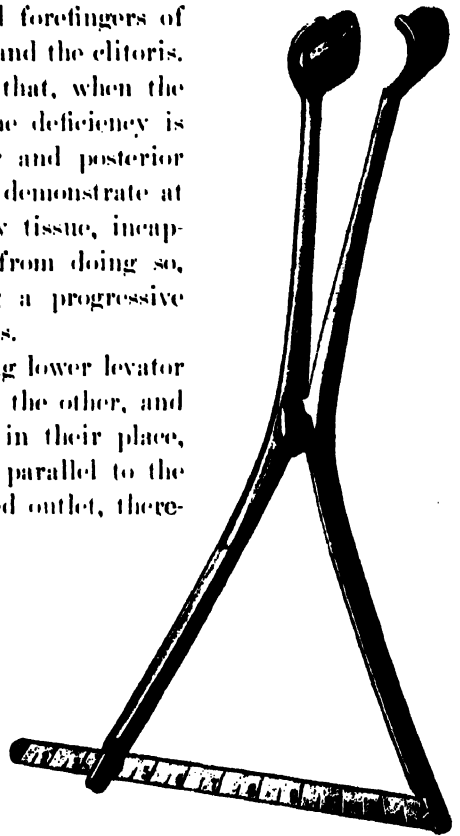 forefingers of
and the clitoris.
that, when the
deficiency is
and posterior
demonstrate at
tissue, incap-
from doing so,
a progressive
s.
lower levator
the other, and
in their place,
parallel to the
outlet, there-